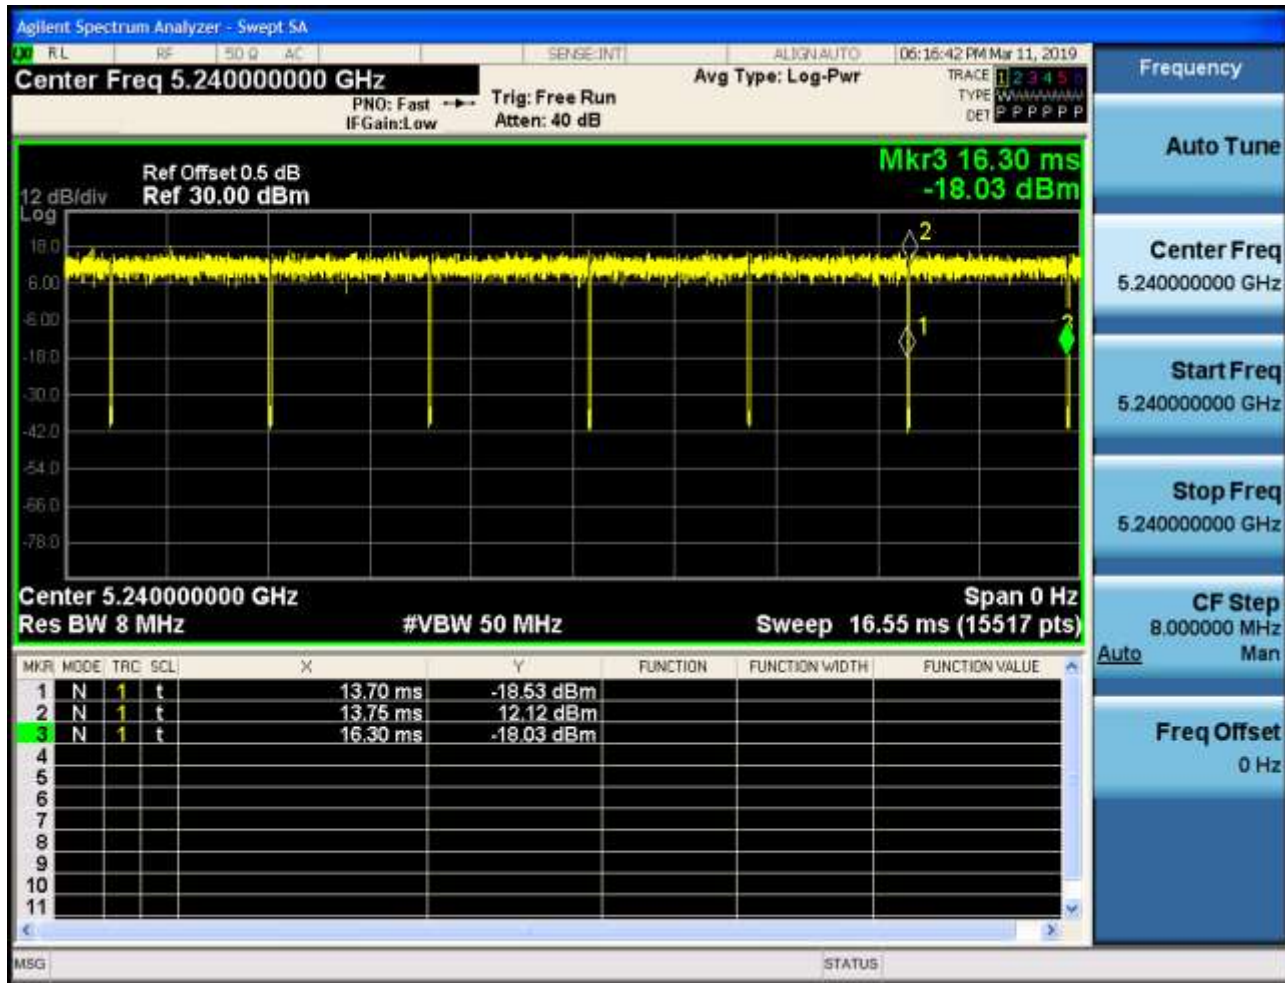 Agilent Spectrum Analyzer - Swept SA
RL RF 50 Ω AC SENSE:INT ALIGN AUTO 06:16:42 PM Mar 11, 2019
Center Freq 5.240000000 GHz
PNO: Fast
IFGain:Low
Trig: Free Run
Atten: 40 dB
Avg Type: Log-Pwr
TRACE 1 2 3 4 5 6
TYPE
DET P P P P P P
Ref Offset 0.5 dB
12 dB/div Ref 30.00 dBm
Log
Mkr3 16.30 ms
-18.03 dBm
18.0
6.00
-6.00
-18.0
-30.0
-42.0
-54.0
-66.0
-78.0
2
1
3
Center 5.240000000 GHz Span 0 Hz
Res BW 8 MHz #VBW 50 MHz Sweep 16.55 ms (15517 pts)
MKR MODE TRC SCL X Y FUNCTION FUNCTION WIDTH FUNCTION VALUE
1 N 1 t 13.70 ms -18.53 dBm
2 N 1 t 13.75 ms 12.12 dBm
3 N 1 t 16.30 ms -18.03 dBm
4
5
6
7
8
9
10
11
MSG STATUS
Frequency
Auto Tune
Center Freq
5.240000000 GHz
Start Freq
5.240000000 GHz
Stop Freq
5.240000000 GHz
CF Step
8.000000 MHz
Auto Man
Freq Offset
0 Hz